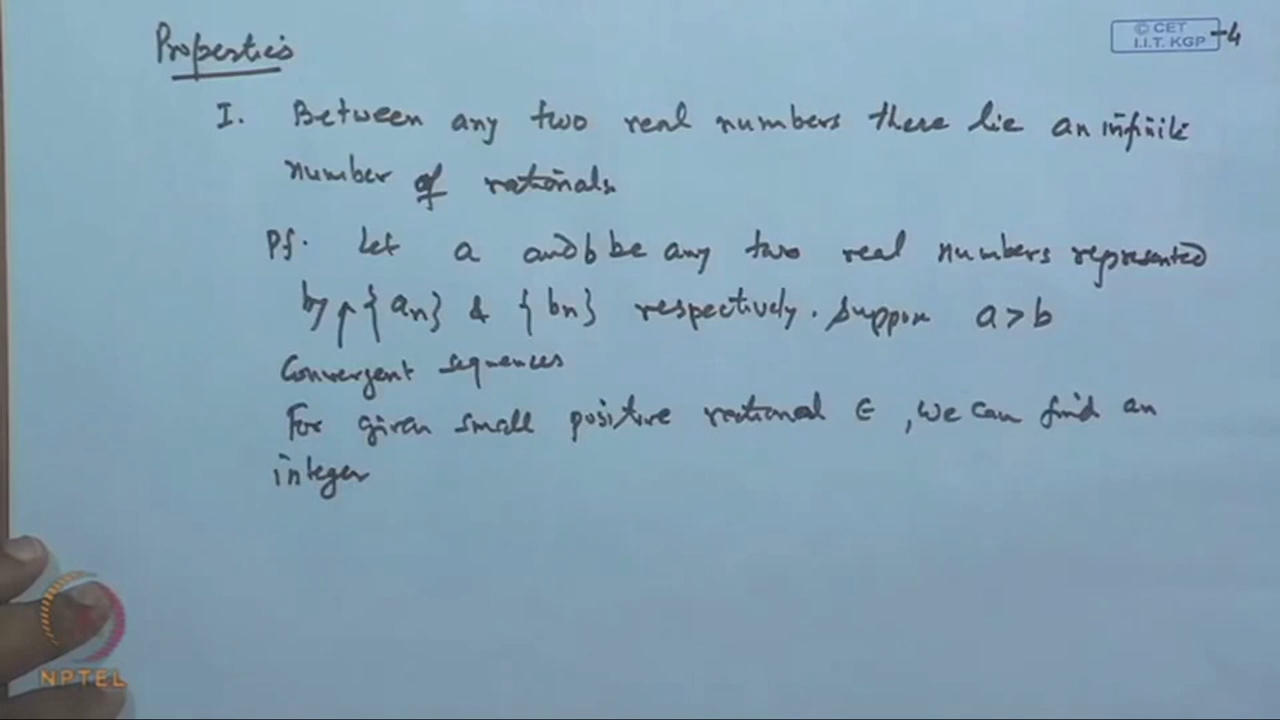 Properties
© CET
I.I.T. KGP
-4
I. Between any two real numbers there lie an infinite
number of rationals.
Pf. Let a and b be any two real numbers represented
by { an} & { bn} respectively. Suppose a > b
Convergent sequences
For given small positive rational ∈ , we can find an
integer
NPTEL